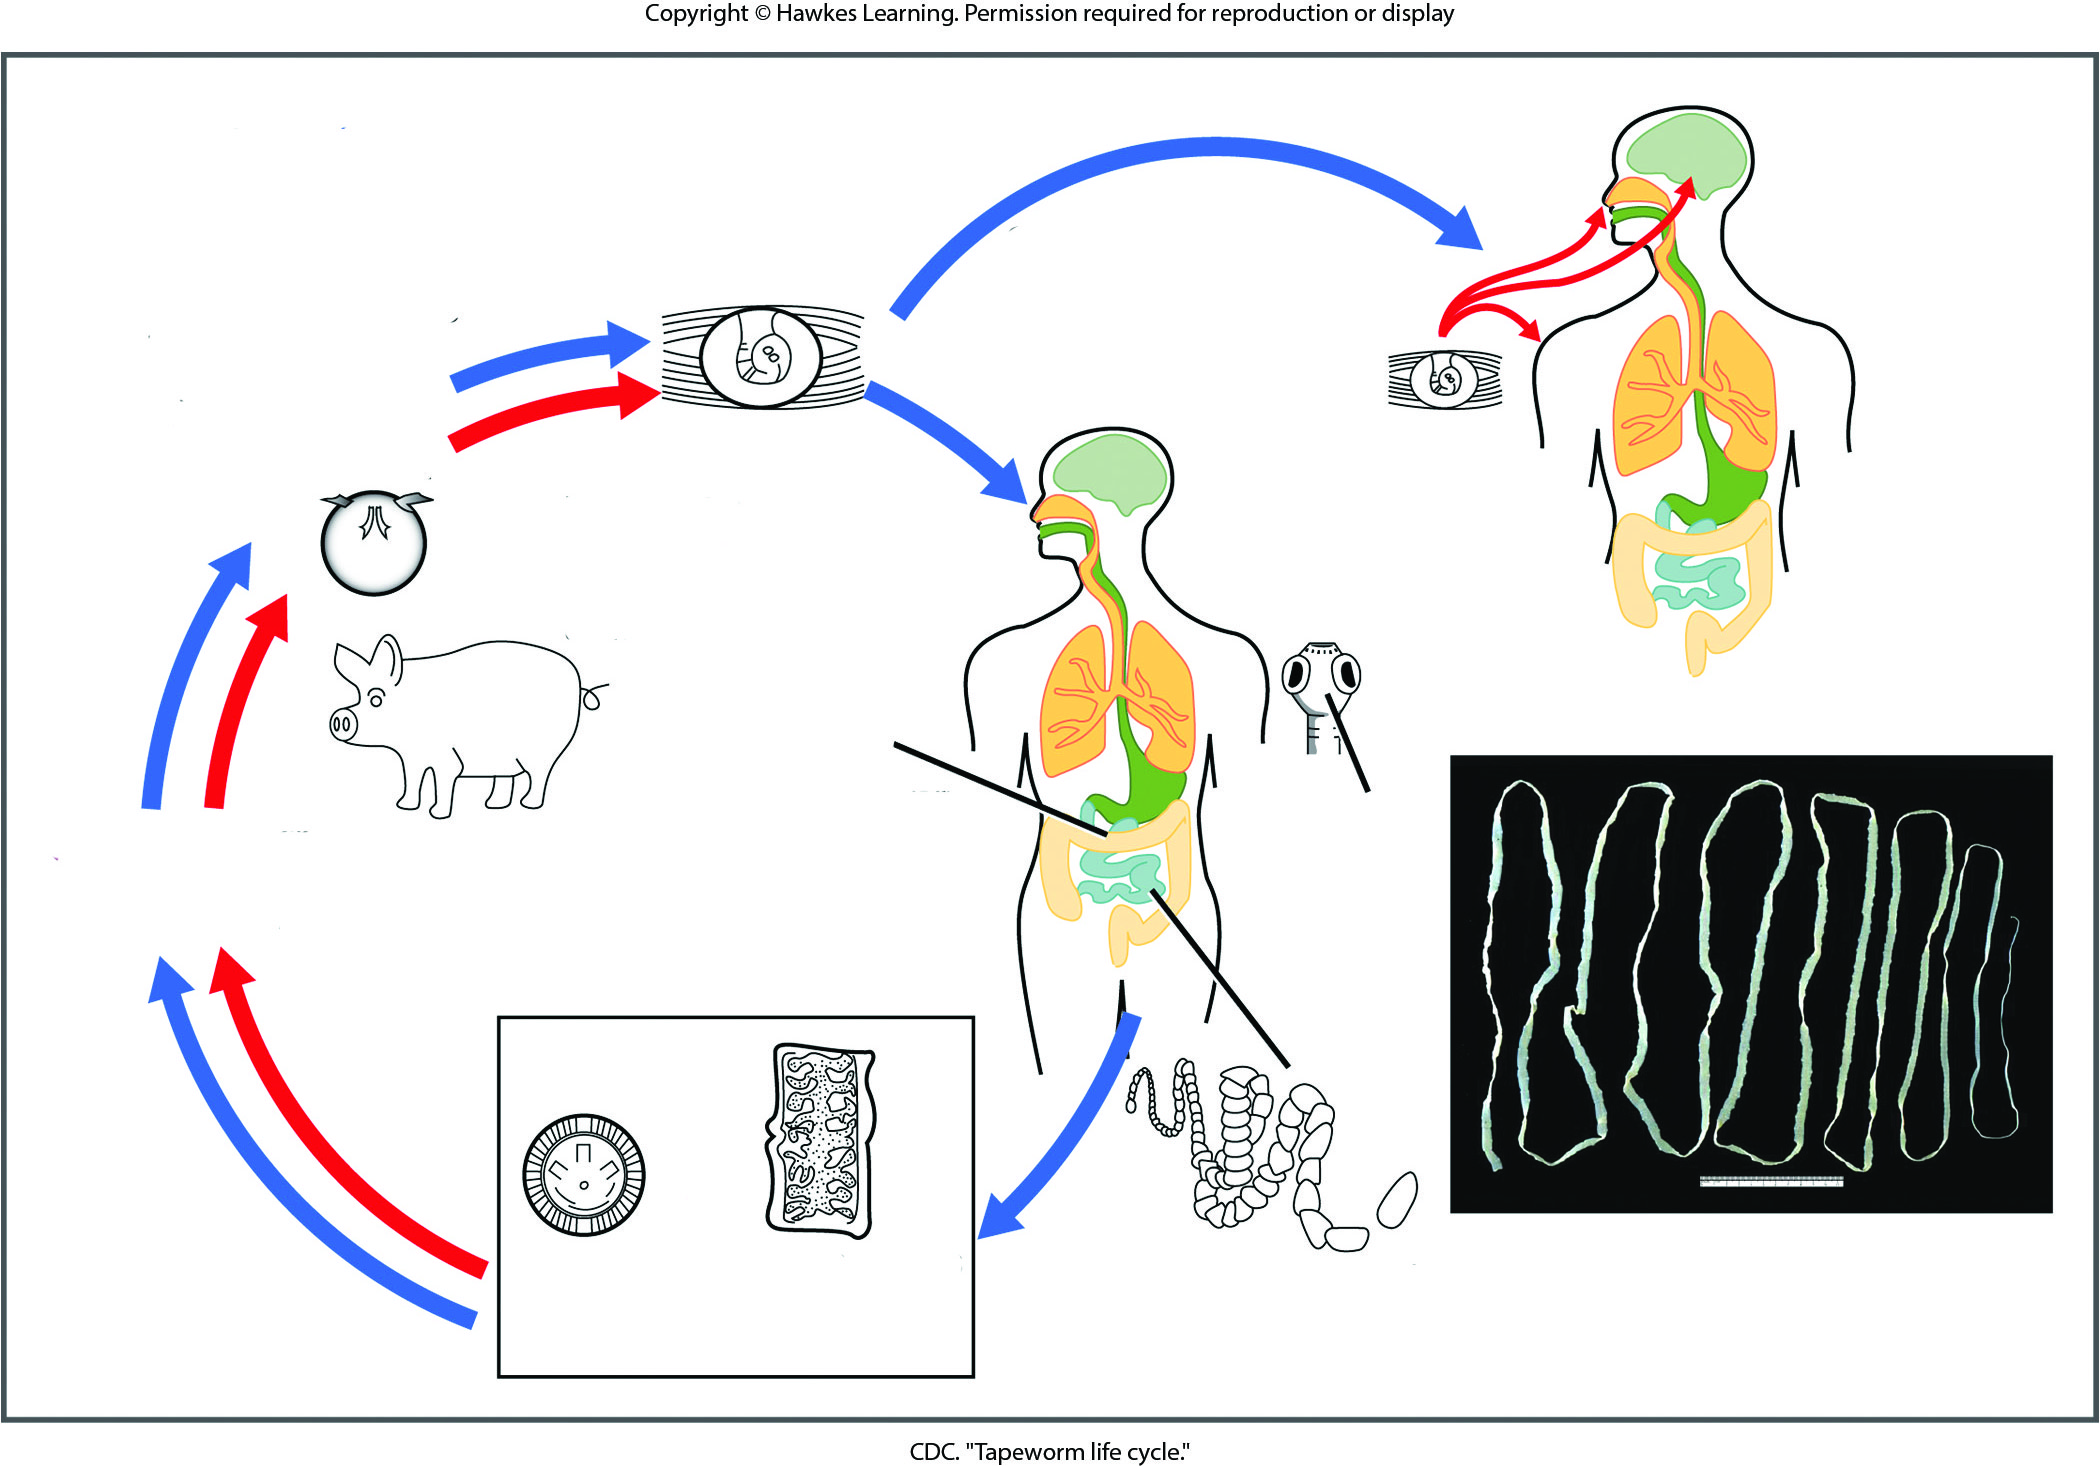 Copyright © Hawkes Learning. Permission required for reproduction or display
CDC. "Tapeworm life cycle."